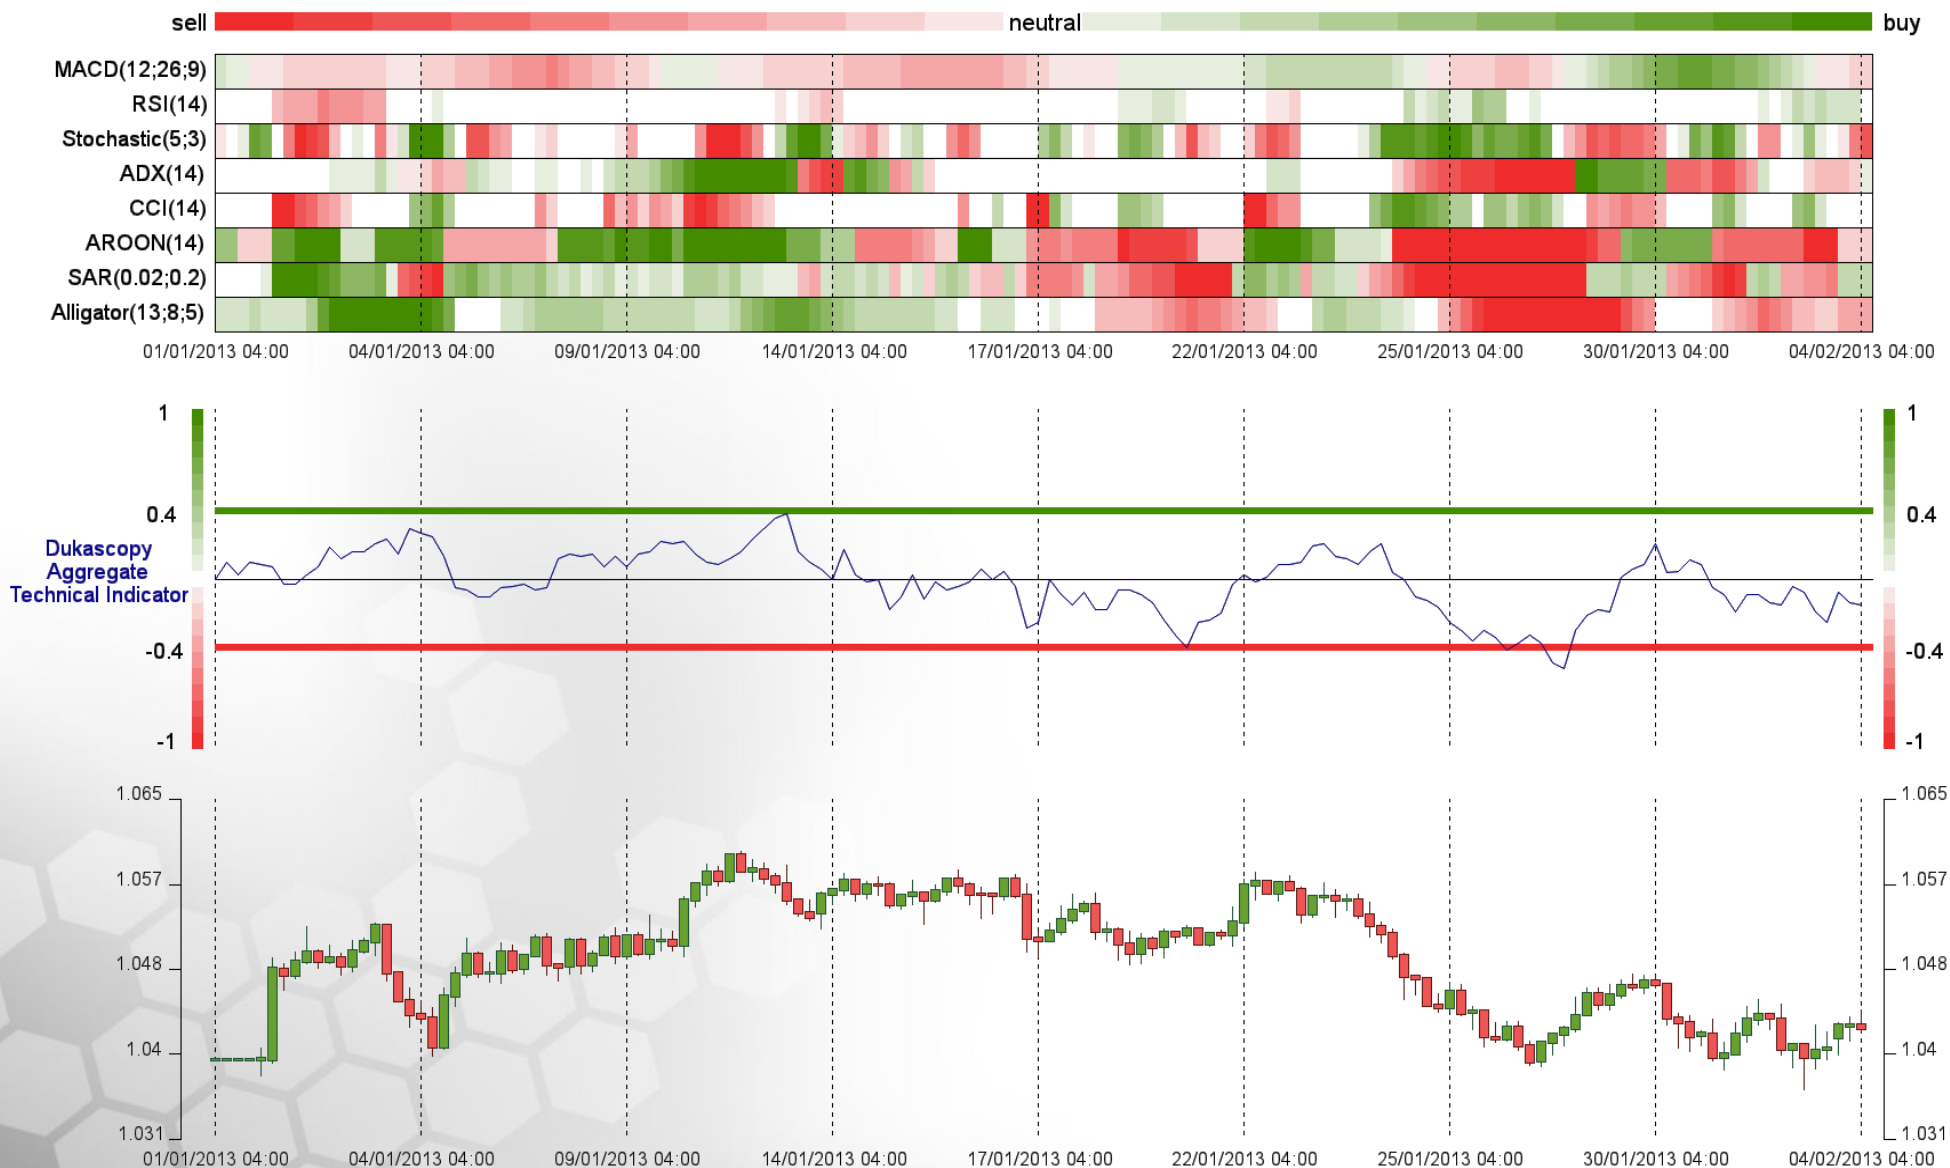 sell neutral buy
MACD(12;26;9)
RSI(14)
Stochastic(5;3)
ADX(14)
CCI(14)
AROON(14)
SAR(0.02;0.2)
Alligator(13;8;5)
01/01/2013 04:00 04/01/2013 04:00 09/01/2013 04:00 14/01/2013 04:00 17/01/2013 04:00 22/01/2013 04:00 25/01/2013 04:00 30/01/2013 04:00 04/02/2013 04:00
1 1
0.4 0.4
Dukascopy
Aggregate
Technical Indicator
-0.4 -0.4
-1 -1
1.065 1.065
1.057 1.057
1.048 1.048
1.04 1.04
1.031 1.031
01/01/2013 04:00 04/01/2013 04:00 09/01/2013 04:00 14/01/2013 04:00 17/01/2013 04:00 22/01/2013 04:00 25/01/2013 04:00 30/01/2013 04:00 04/02/2013 04:00